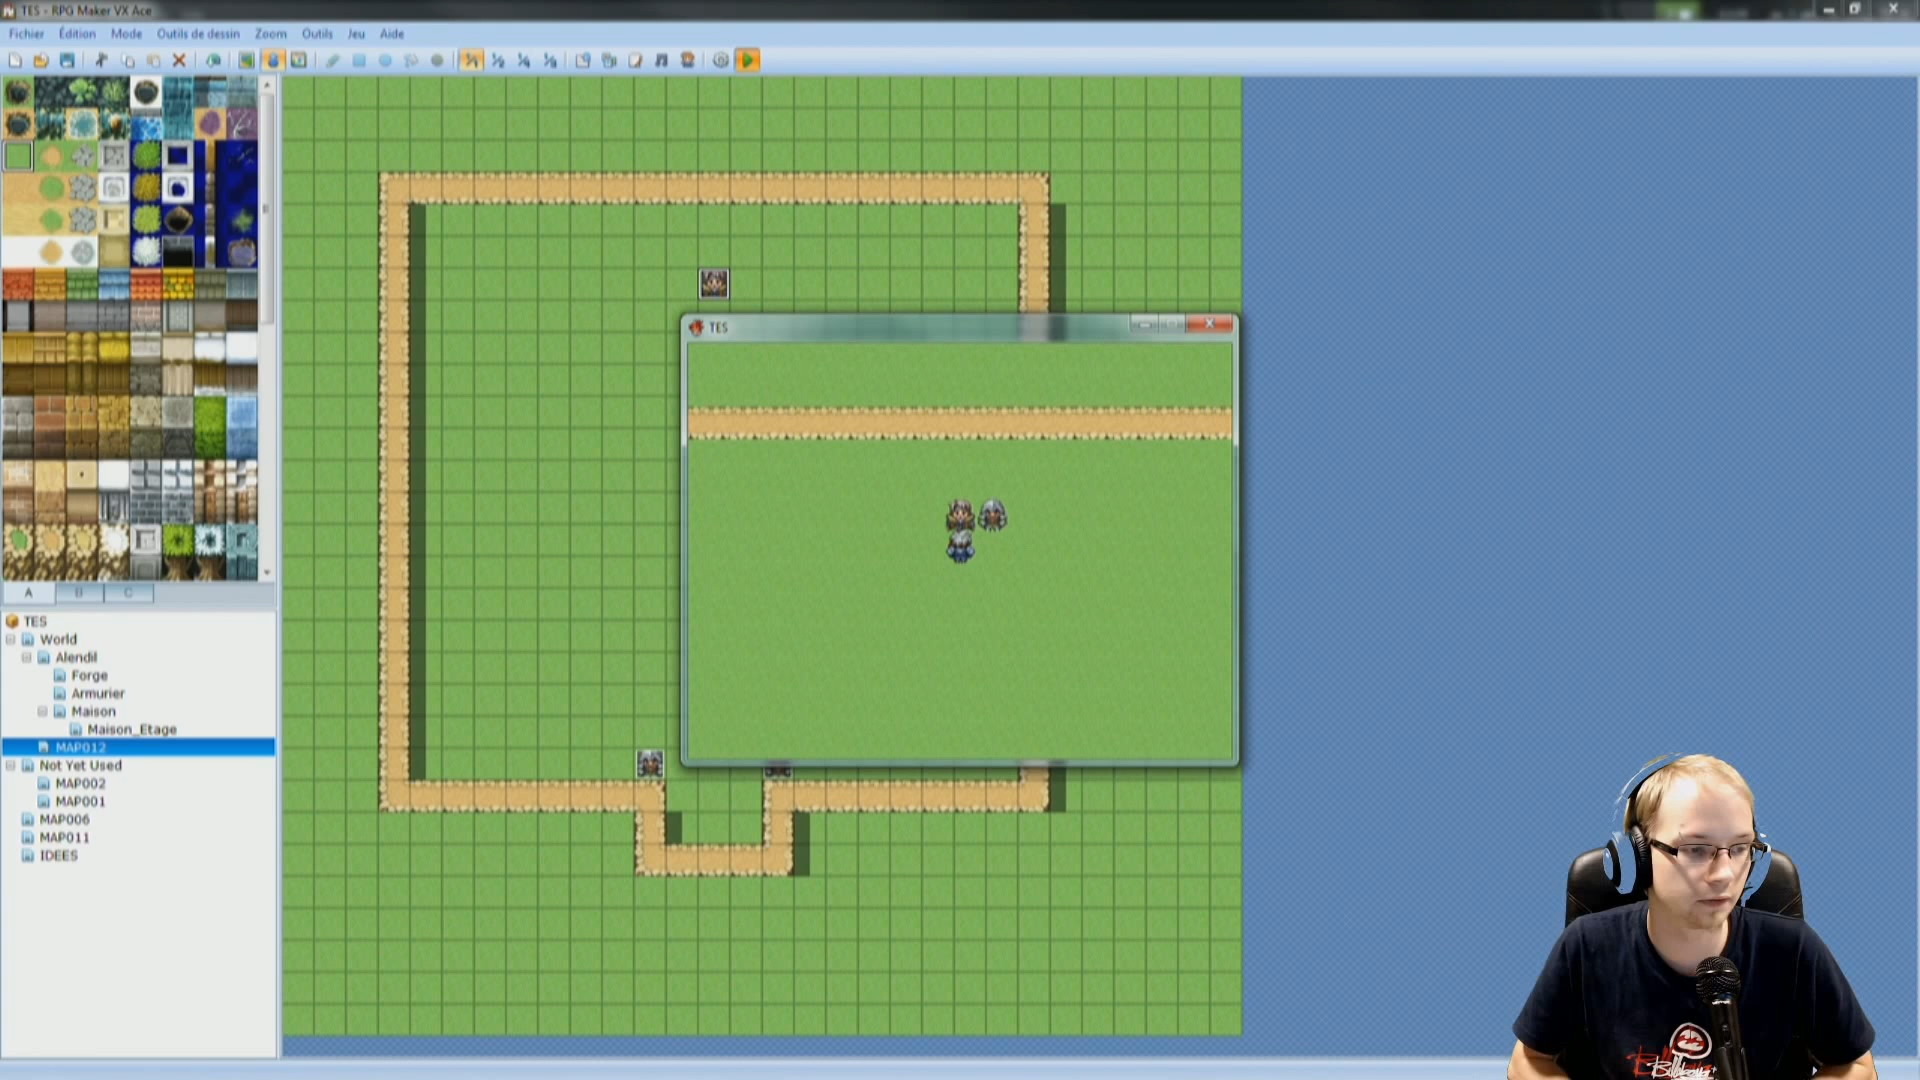 TES - RPG Maker VX Ace
Fichier Édition Mode Outils de dessin Zoom Outils Jeu Aide
TES
A B C
TES
World
Alendil
Forge
Armurier
Maison
Maison_Etage
MAP012
Not Yet Used
MAP002
MAP001
MAP006
MAP011
IDEES